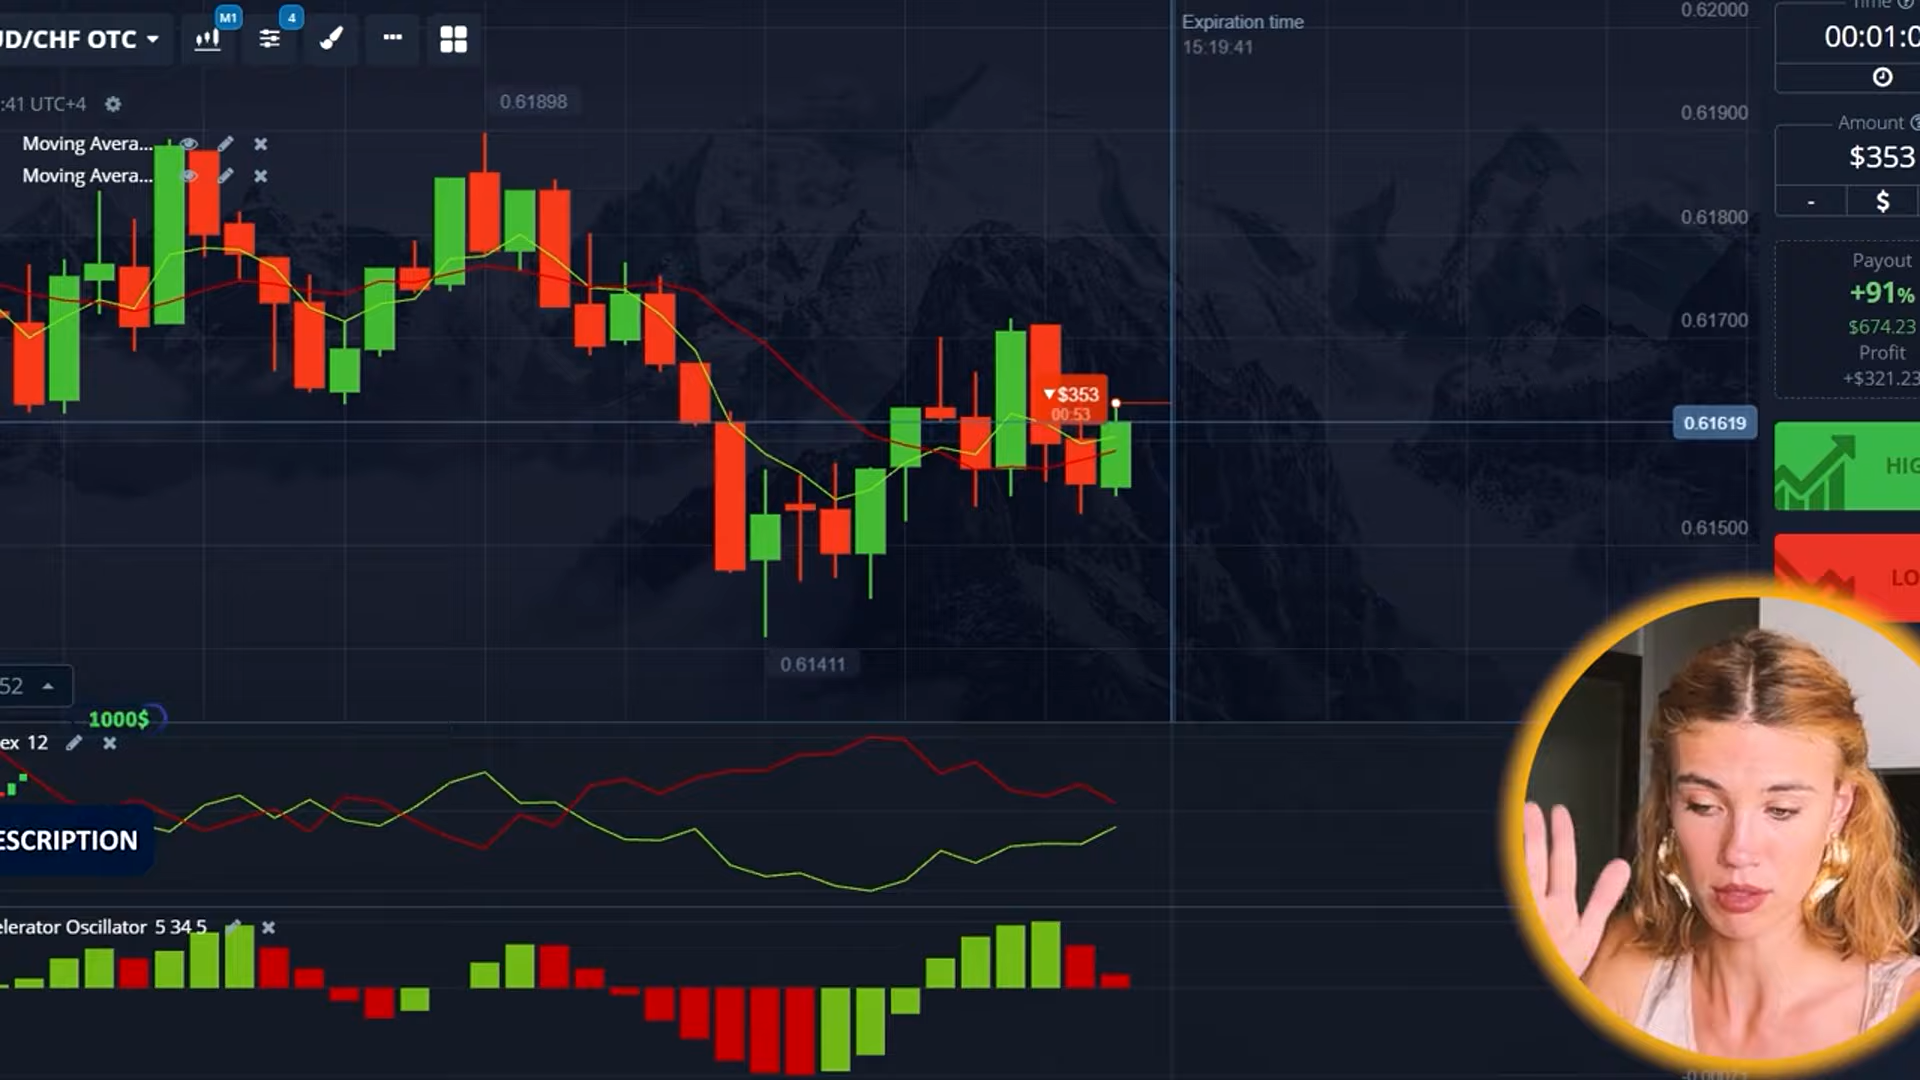 D/CHF OTC
M1
4
:41 UTC+4
Moving Avera...
Moving Avera...
0.61898
Expiration time
15:19:41
0.62000
0.61900
0.61800
0.61700
0.61619
0.61500
▼$353
00:53
0.61411
52
1000$
ex 12
ESCRIPTION
elerator Oscillator 5 34 5
Time
00:01:0
Amount
$353
-
$
Payout
+91%
$674.23
Profit
+$321.23
HIG
LO